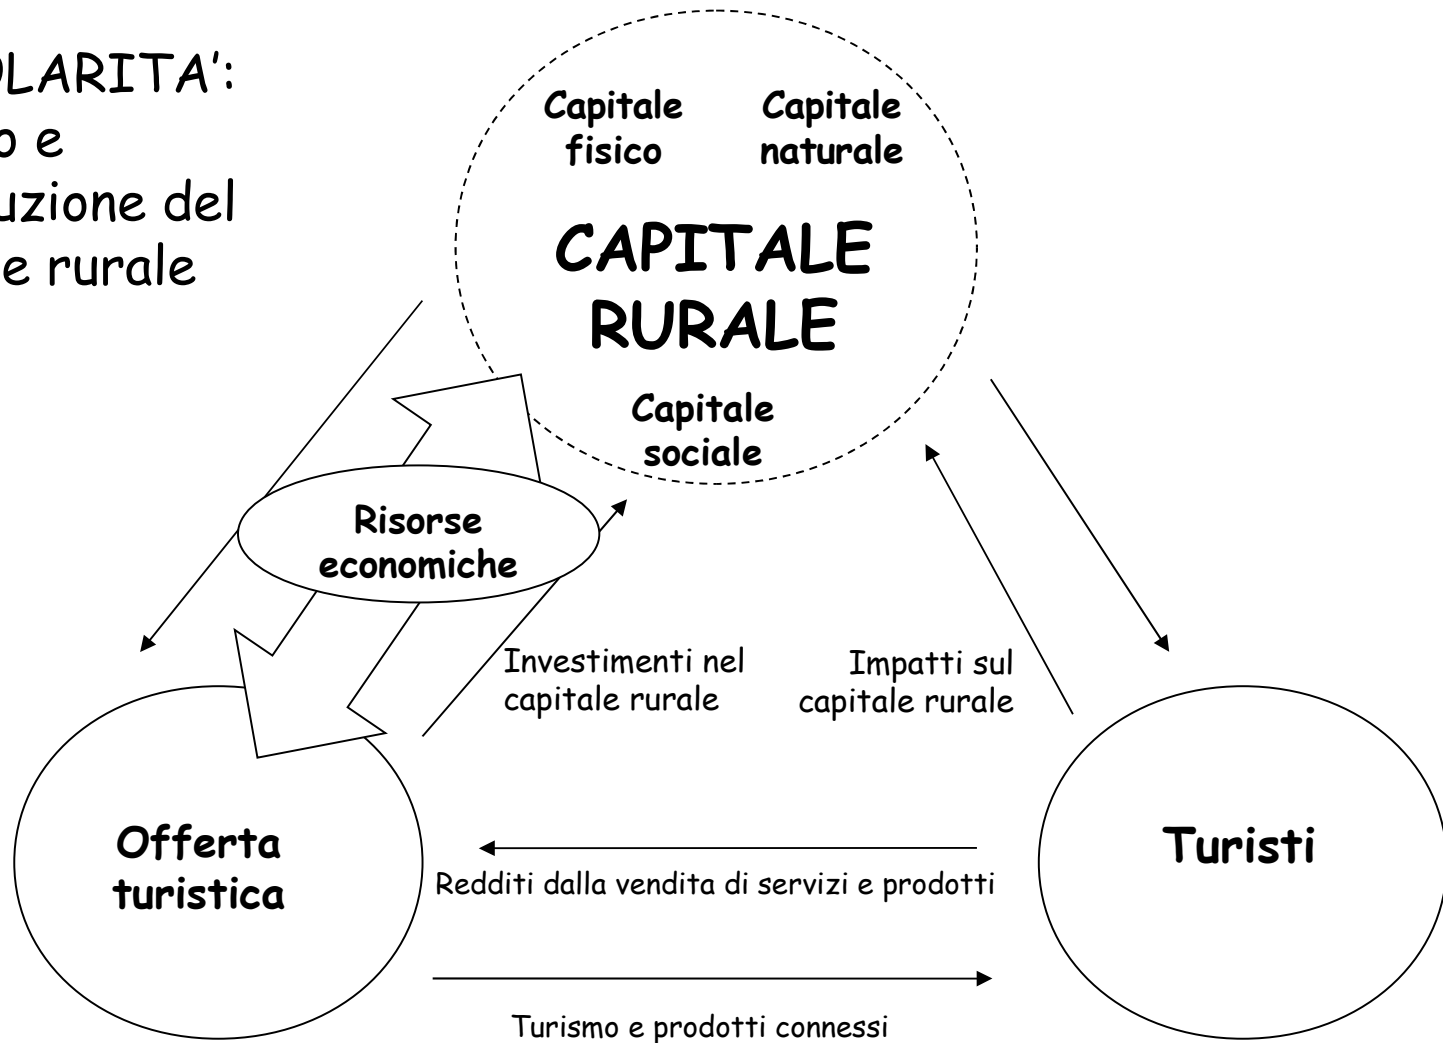 OLARITA':
o e
uzione del
e rurale
Capitale
fisico
Capitale
naturale
CAPITALE
RURALE
Capitale
sociale
Risorse
economiche
Investimenti nel
capitale rurale
Impatti sul
capitale rurale
Offerta
turistica
Turisti
Redditi dalla vendita di servizi e prodotti
Turismo e prodotti connessi